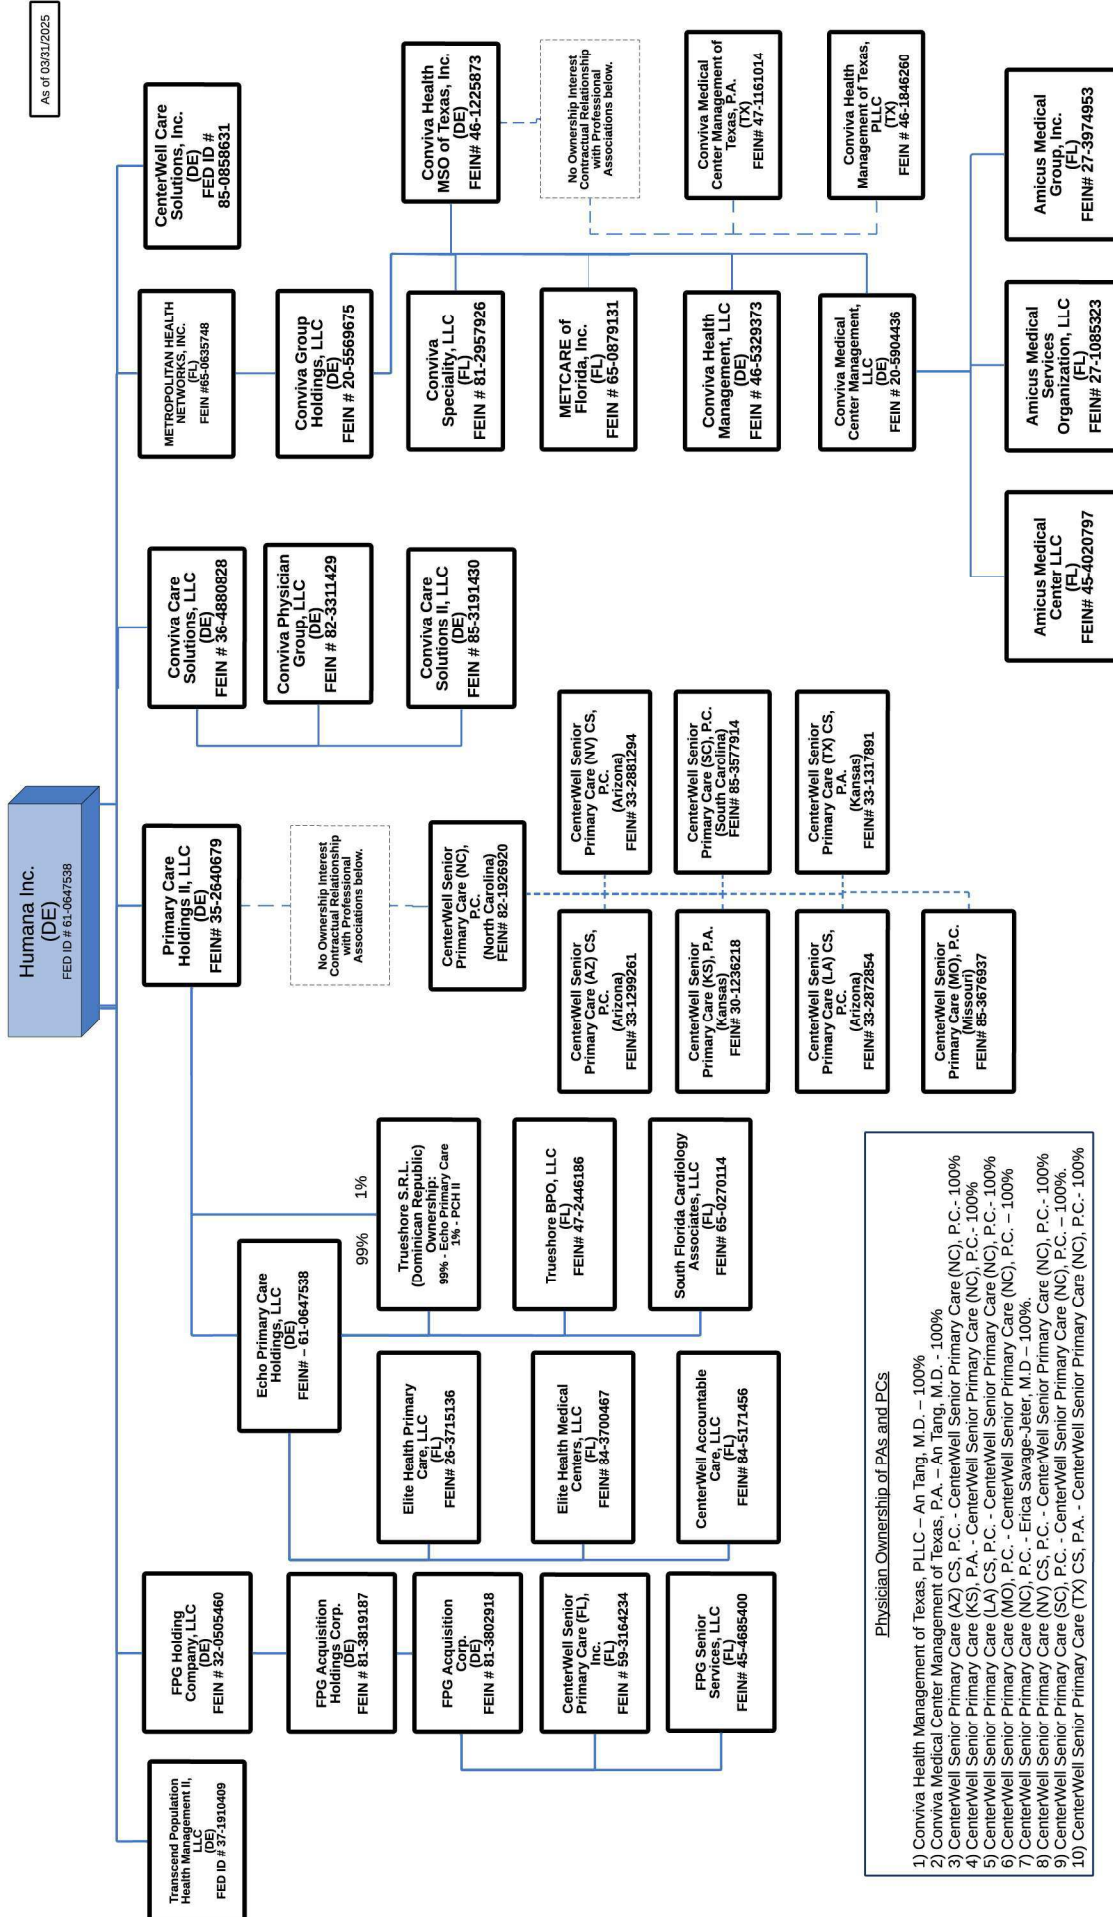 As of 03/31/2025
Humana Inc.
(DE)
FED ID # 61-0647538
Transcend Population
Health Management II,
LLC
(DE)
FED ID # 37-1910409
FPG Holding
Company, LLC
(DE)
FEIN # 32-0505460
FPG Acquisition
Holdings Corp.
(DE)
FEIN # 81-3819187
FPG Acquisition
Corp.
(DE)
FEIN # 81-3802918
CenterWell Senior
Primary Care (FL),
Inc.
(FL)
FEIN # 59-3164234
FPG Senior
Services, LLC
(FL)
FEIN# 45-4685400
Echo Primary Care
Holdings, LLC
(DE)
FEIN# – 61-0647538
Elite Health Primary
Care, LLC
(FL)
FEIN# 26-3715136
Elite Health Medical
Centers, LLC
(FL)
FEIN# 84-3700467
CenterWell Accountable
Care, LLC
(FL)
FEIN# 84-5171456
99%
1%
Trueshore S.R.L.
(Dominican Republic)
Ownership:
99% - Echo Primary Care
1% - PCH II
Trueshore BPO, LLC
(FL)
FEIN# 47-2446186
South Florida Cardiology
Associates, LLC
(FL)
FEIN# 65-0270114
Primary Care
Holdings II, LLC
(DE)
FEIN# 35-2640679
No Ownership Interest
Contractual Relationship
with Professional
Associations below.
CenterWell Senior
Primary Care (NC),
P.C.
(North Carolina)
FEIN# 82-1926920
CenterWell Senior
Primary Care (AZ) CS,
P.C.
(Arizona)
FEIN# 33-1299261
CenterWell Senior
Primary Care (NV) CS,
P.C.
(Arizona)
FEIN# 33-2881294
CenterWell Senior
Primary Care (KS), P.A.
(Kansas)
FEIN# 30-1236218
CenterWell Senior
Primary Care (SC), P.C.
(South Carolina)
FEIN# 85-3577914
CenterWell Senior
Primary Care (LA) CS,
P.C.
(Arizona)
FEIN# 33-2872854
CenterWell Senior
Primary Care (TX) CS,
P.A.
(Kansas)
FEIN# 33-1317891
CenterWell Senior
Primary Care (MO), P.C.
(Missouri)
FEIN# 85-3676937
Conviva Care
Solutions, LLC
(DE)
FEIN # 36-4880828
Conviva Physician
Group, LLC
(DE)
FEIN # 82-3311429
Conviva Care
Solutions II, LLC
(DE)
FEIN # 85-3191430
METROPOLITAN HEALTH
NETWORKS, INC.
(FL)
FEIN #65-0635748
Conviva Group
Holdings, LLC
(DE)
FEIN # 20-5569675
Conviva
Speciality, LLC
(FL)
FEIN # 81-2957926
METCARE of
Florida, Inc.
(FL)
FEIN # 65-0879131
Conviva Health
Management, LLC
(DE)
FEIN # 46-5329373
Conviva Medical
Center Management,
LLC
(DE)
FEIN # 20-5904436
Amicus Medical
Center LLC
(FL)
FEIN# 45-4020797
Amicus Medical
Services
Organization, LLC
(FL)
FEIN# 27-1085323
Amicus Medical
Group, Inc.
(FL)
FEIN# 27-3974953
CenterWell Care
Solutions, Inc.
(DE)
FED ID #
85-0858631
Conviva Health
MSO of Texas, Inc.
(DE)
FEIN# 46-1225873
No Ownership Interest
Contractual Relationship
with Professional
Associations below.
Conviva Medical
Center Management of
Texas, P.A.
(TX)
FEIN# 47-1161014
Conviva Health
Management of Texas,
PLLC
(TX)
FEIN # 46-1846260
Physician Ownership of PAs and PCs
1) Conviva Health Management of Texas, PLLC – An Tang, M.D. – 100%
2) Conviva Medical Center Management of Texas, P.A. – An Tang, M.D. - 100%
3) CenterWell Senior Primary Care (AZ) CS, P.C. - CenterWell Senior Primary Care (NC), P.C.- 100%
4) CenterWell Senior Primary Care (KS), P.A. - CenterWell Senior Primary Care (NC), P.C.- 100%
5) CenterWell Senior Primary Care (LA) CS, P.C. - CenterWell Senior Primary Care (NC), P.C.- 100%
6) CenterWell Senior Primary Care (MO), P.C. - CenterWell Senior Primary Care (NC), P.C. – 100%
7) CenterWell Senior Primary Care (NC), P.C. - Erica Savage-Jeter, M.D – 100%.
8) CenterWell Senior Primary Care (NV) CS, P.C. - CenterWell Senior Primary Care (NC), P.C.- 100%
9) CenterWell Senior Primary Care (SC), P.C. - CenterWell Senior Primary Care (NC), P.C. – 100%.
10) CenterWell Senior Primary Care (TX) CS, P.A. - CenterWell Senior Primary Care (NC), P.C.- 100%